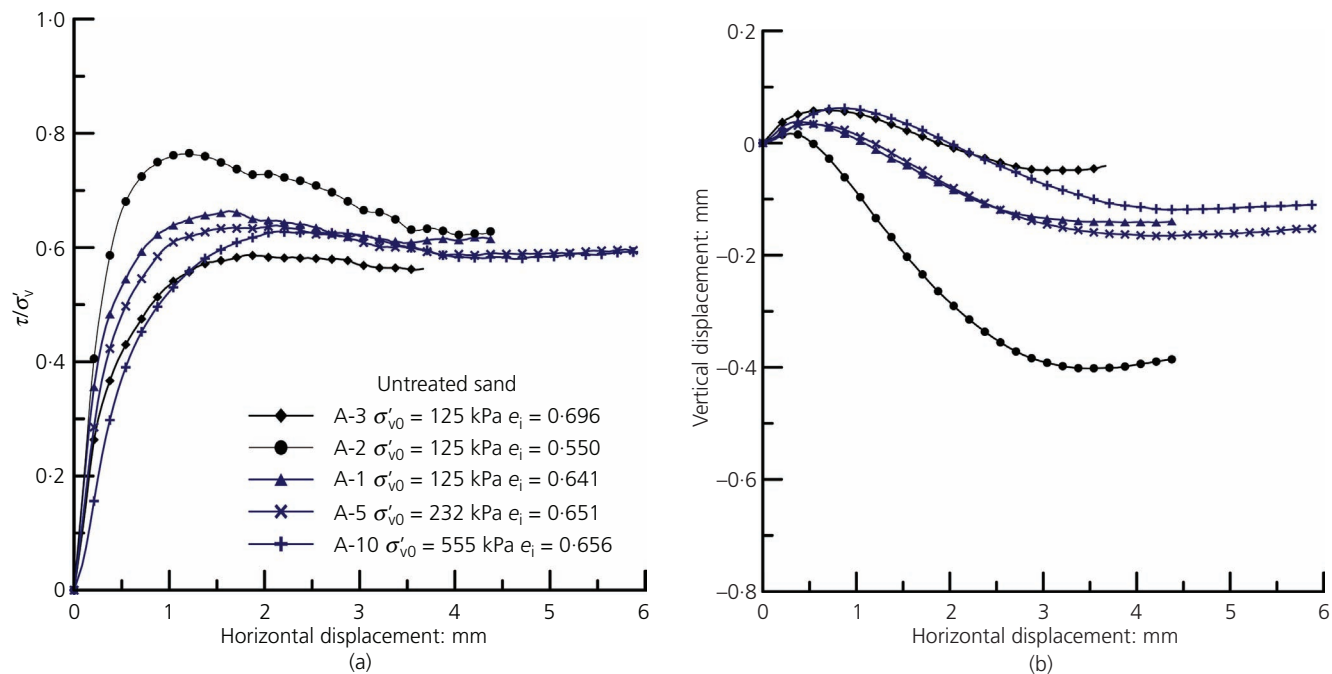 1·0
0·8
0·6
0·4
0·2
0
τ/σ′v
Untreated sand
A-3 σ′v0 = 125 kPa ei = 0·696
A-2 σ′v0 = 125 kPa ei = 0·550
A-1 σ′v0 = 125 kPa ei = 0·641
A-5 σ′v0 = 232 kPa ei = 0·651
A-10 σ′v0 = 555 kPa ei = 0·656
0 1 2 3 4 5 6
Horizontal displacement: mm
(a)
0·2
0
–0·2
–0·4
–0·6
–0·8
Vertical displacement: mm
0 1 2 3 4 5 6
Horizontal displacement: mm
(b)